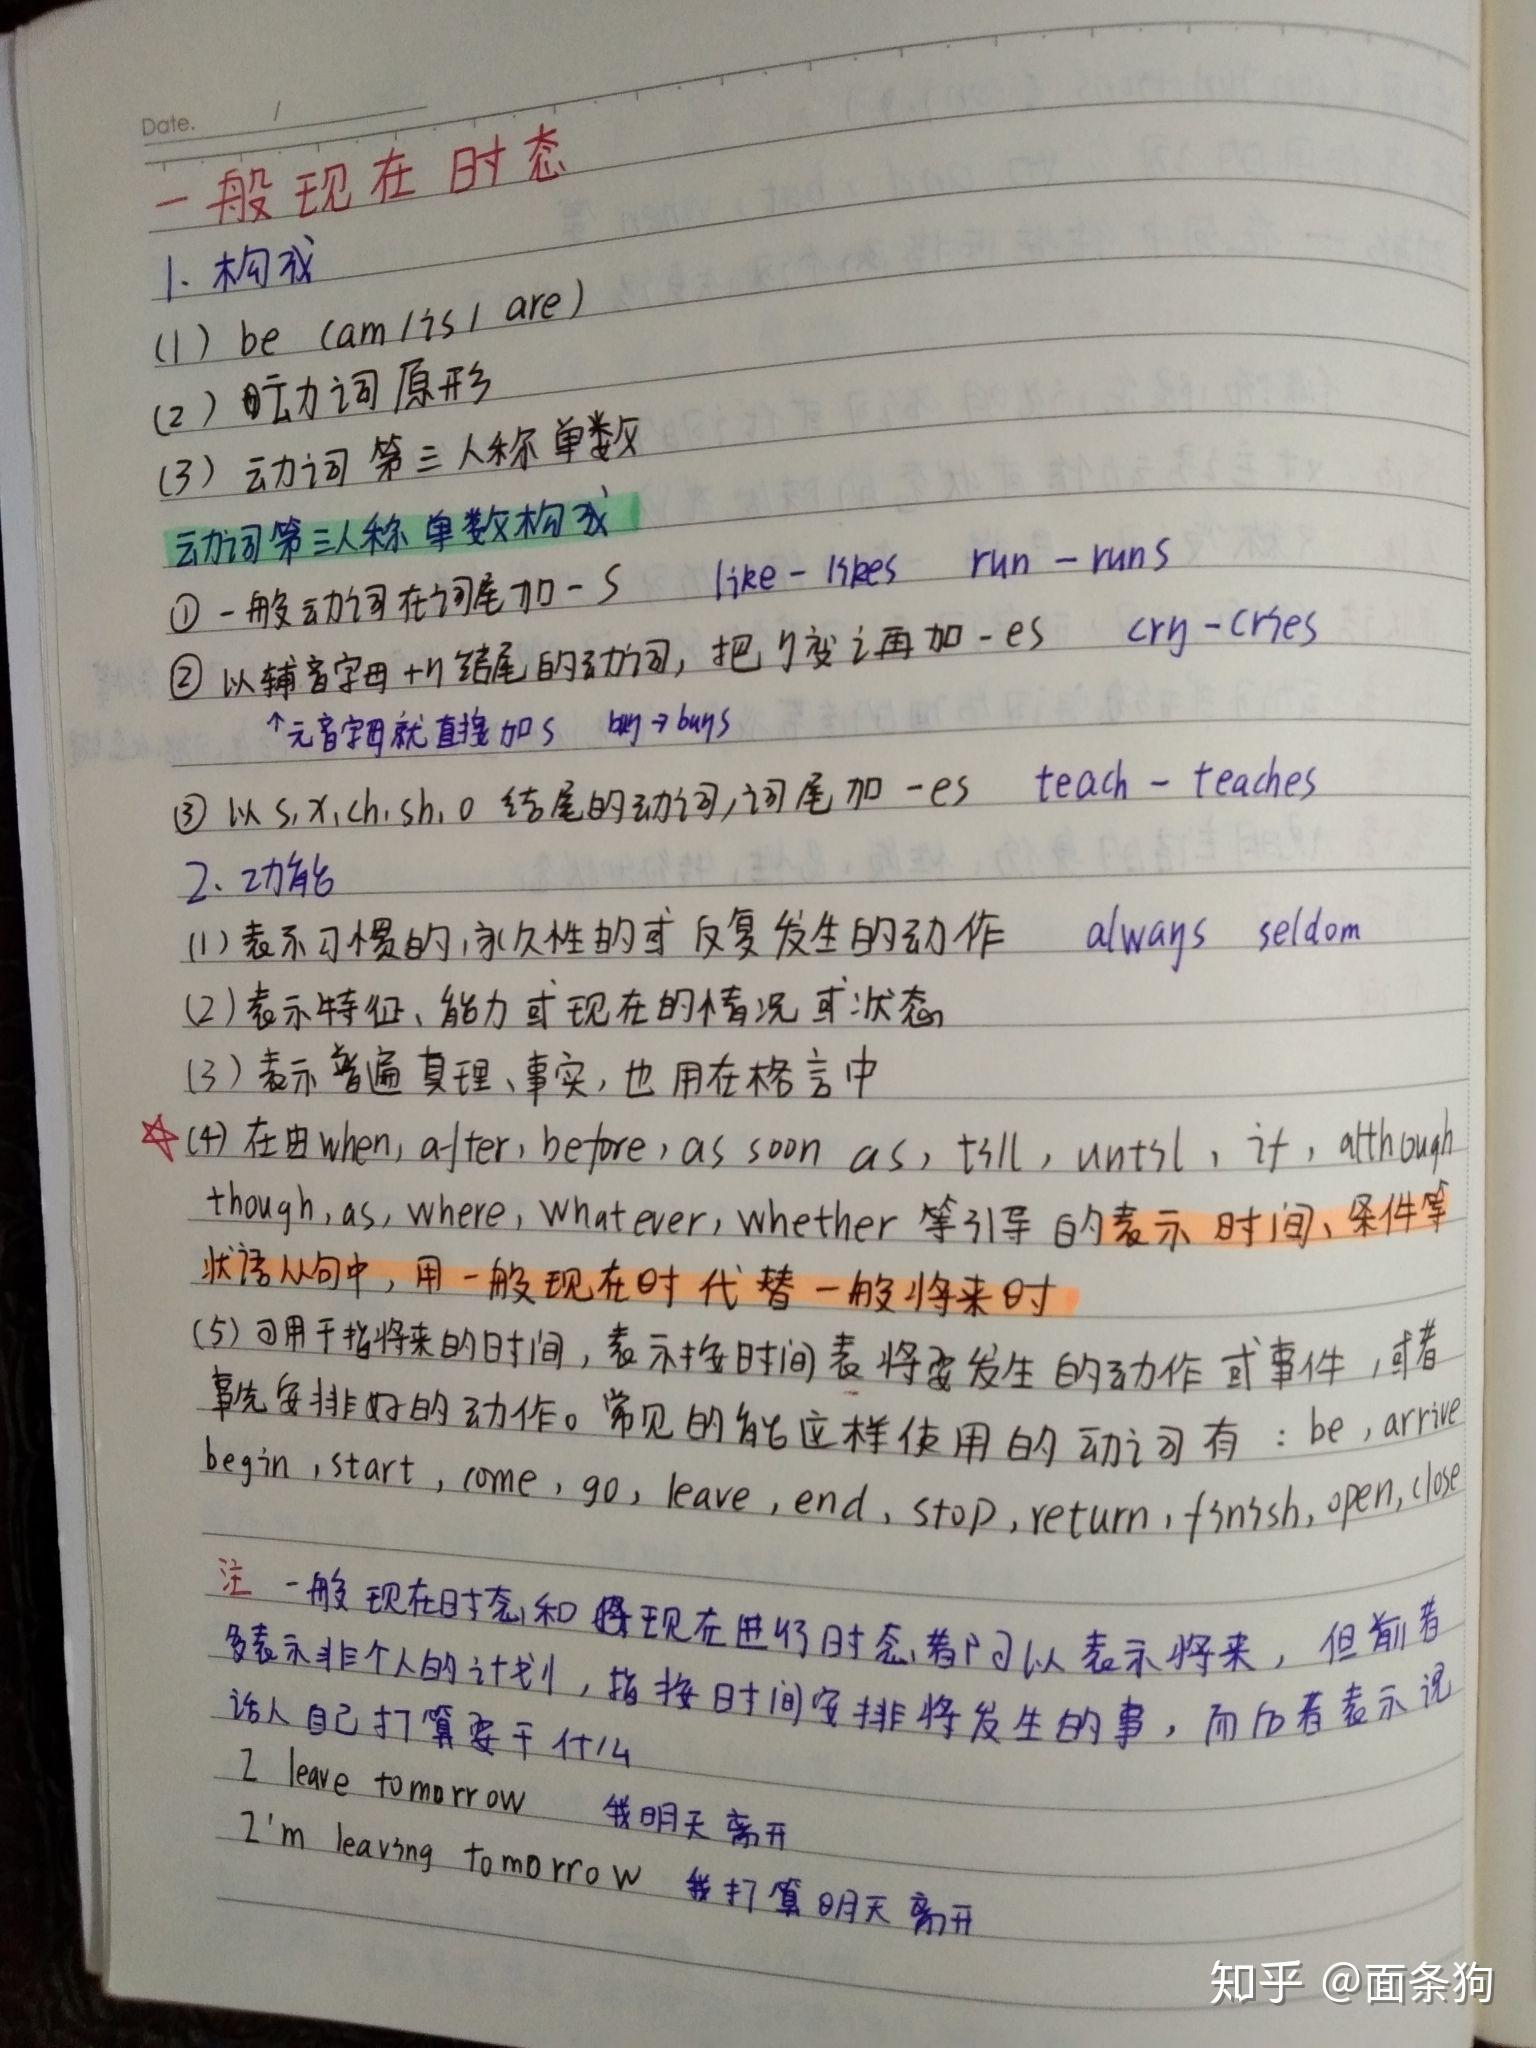 Date. /
一般现在时态
1. 构成
(1) be (am / is / are)
(2) 动词原形
(3) 动词第三人称单数
动词第三人称单数构成
① 一般动词在词尾加-s like - likes run - runs
② 以辅音字母+y结尾的动词，把y变i再加-es cry - cries
↑元音字母就直接加s buy → buys
③ 以s, x, ch, sh, o 结尾的动词，词尾加-es teach - teaches
2. 功能
(1) 表示习惯的，永久性的或反复发生的动作 always seldom
(2) 表示特征、能力或现在的情况或状态
(3) 表示普遍真理、事实，也用在格言中
☆(4) 在由when, after, before, as soon as, till, until, if, although
though, as, where, whatever, whether 等引导的表示时间、条件等
状语从句中，用一般现在时代替一般将来时
(5) 可用于指将来的时间，表示按时间表将要发生的动作或事件，或者
事先安排好的动作。常见的能这样使用的动词有：be, arrive
begin, start, come, go, leave, end, stop, return, finish, open, close
注 一般现在时态和现在进行时态都可以表示将来，但前者
多表示非个人的计划，指按时间安排将发生的事，而后者表示说
话人自己打算要干什么
I leave tomorrow 我明天离开
I'm leaving tomorrow 我打算明天离开
知乎 @面条狗